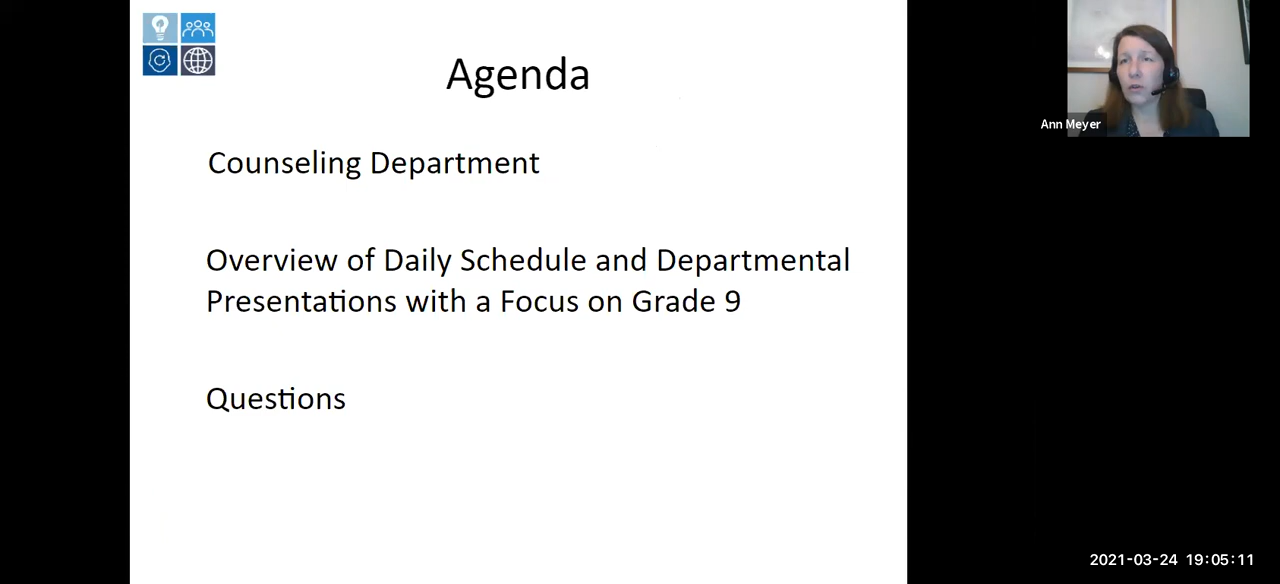 Agenda
Counseling Department
Overview of Daily Schedule and Departmental
Presentations with a Focus on Grade 9
Questions
Ann Meyer
2021-03-24 19:05:11